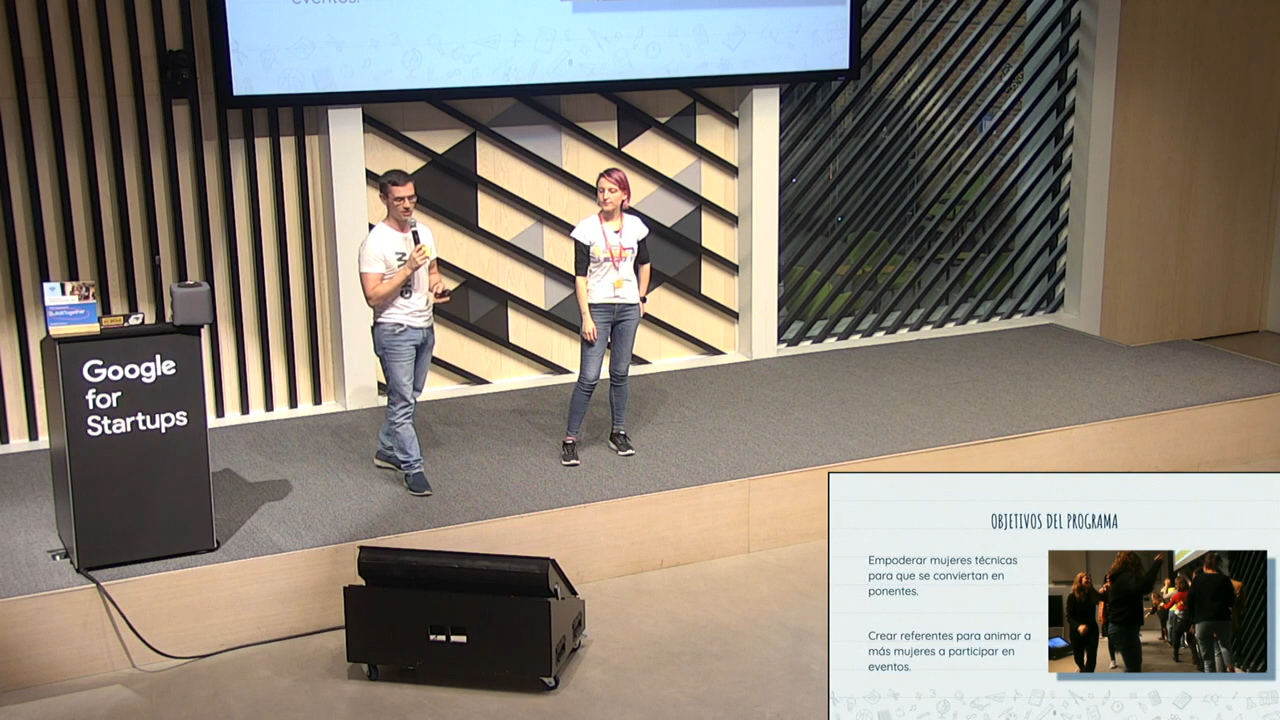 eventos.
Google
for
Startups
OBJETIVOS DEL PROGRAMA
Empoderar mujeres técnicas
para que se conviertan en
ponentes.
Crear referentes para animar a
más mujeres a participar en
eventos.